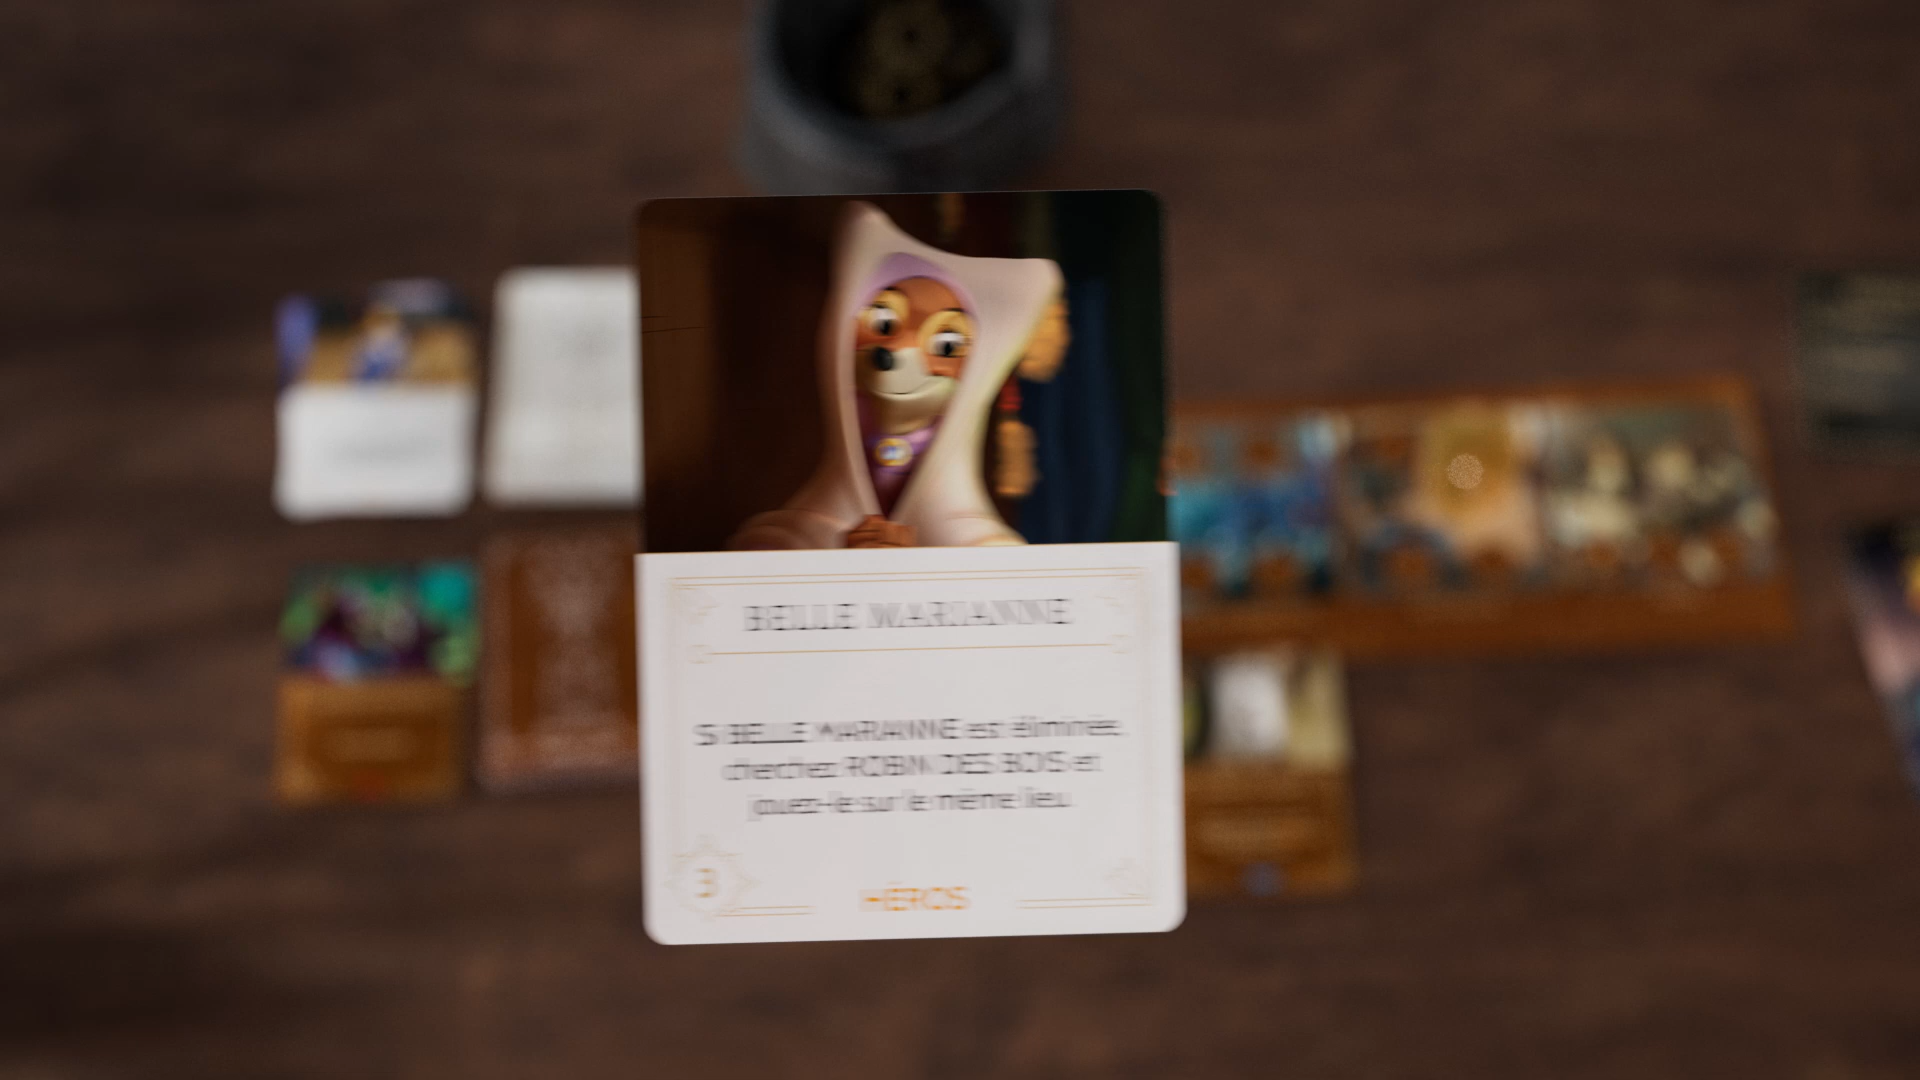 BELLE MARIANNE
Si BELLE MARIANNE est éliminée,
cherchez ROBIN DES BOIS et
jouez-le sur le même lieu.
3
HÉROS